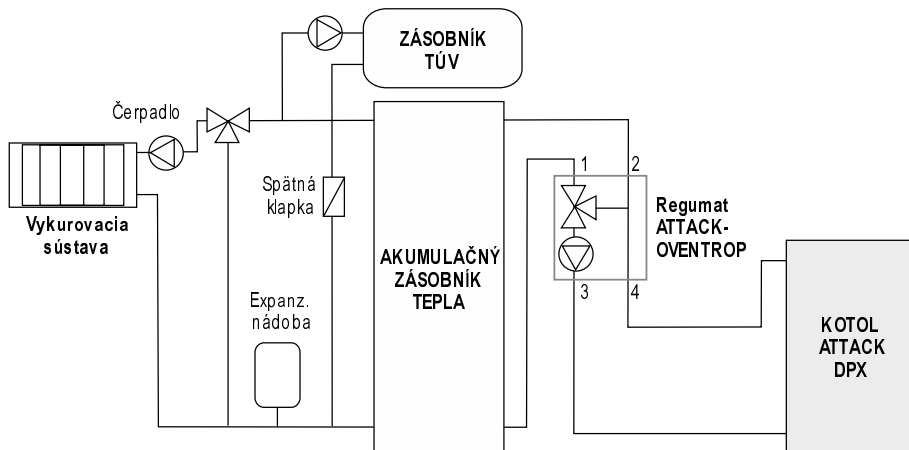 ZÁSOBNÍK
TÚV
Čerpadlo
Vykurovacia
sústava
Spätná
klapka
Expanz.
nádoba
AKUMULAČNÝ
ZÁSOBNÍK
TEPLA
1
2
3
4
Regumat
ATTACK-
OVENTROP
KOTOL
ATTACK
DPX